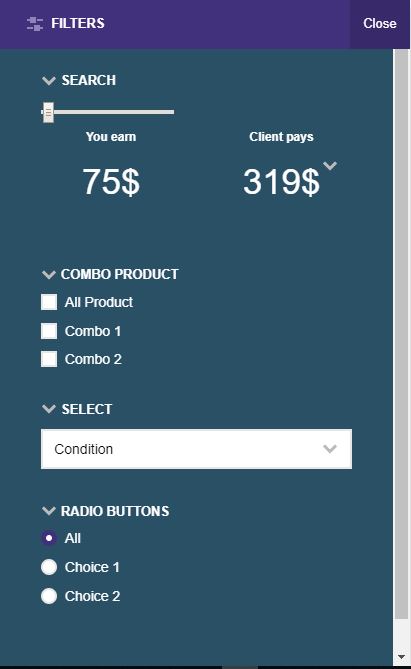 FILTERS Close
SEARCH
You earn Client pays
75$ 319$
COMBO PRODUCT
All Product
Combo 1
Combo 2
SELECT
Condition
RADIO BUTTONS
All
Choice 1
Choice 2